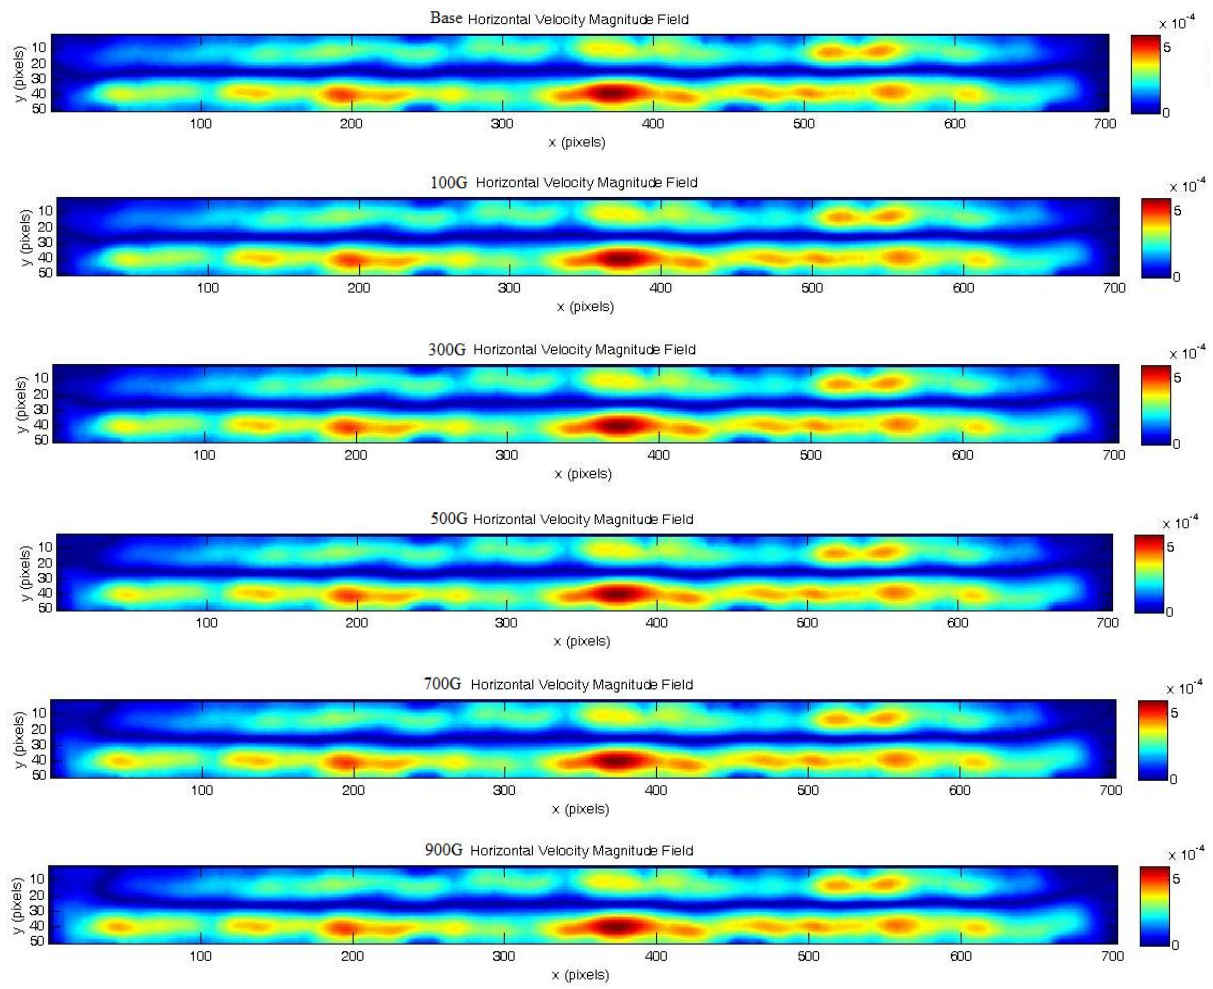 Base Horizontal Velocity Magnitude Field
x 10-4
y (pixels)
10
20
30
40
50
100 200 300 400 500 600 700
x (pixels)
5
0
100G Horizontal Velocity Magnitude Field
x 10-4
y (pixels)
10
20
30
40
50
100 200 300 400 500 600 700
x (pixels)
5
0
300G Horizontal Velocity Magnitude Field
x 10-4
y (pixels)
10
20
30
40
50
100 200 300 400 500 600 700
x (pixels)
5
0
500G Horizontal Velocity Magnitude Field
x 10-4
y (pixels)
10
20
30
40
50
100 200 300 400 500 600 700
x (pixels)
5
0
700G Horizontal Velocity Magnitude Field
x 10-4
y (pixels)
10
20
30
40
50
100 200 300 400 500 600 700
x (pixels)
5
0
900G Horizontal Velocity Magnitude Field
x 10-4
y (pixels)
10
20
30
40
50
100 200 300 400 500 600 700
x (pixels)
5
0